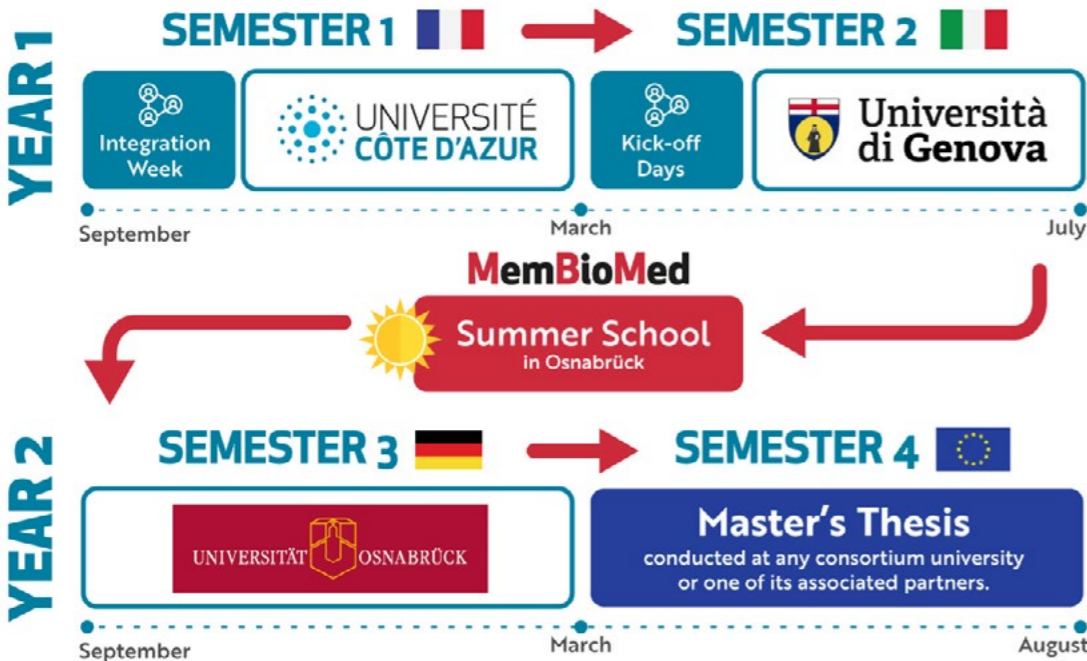 YEAR 1
SEMESTER 1
SEMESTER 2
Integration
Week
UNIVERSITÉ
CÔTE D'AZUR
Kick-off
Days
Università
di Genova
September
March
July
MemBioMed
Summer School
in Osnabrück
YEAR 2
SEMESTER 3
SEMESTER 4
UNIVERSITÄT OSNABRÜCK
Master's Thesis
conducted at any consortium university
or one of its associated partners.
September
March
August